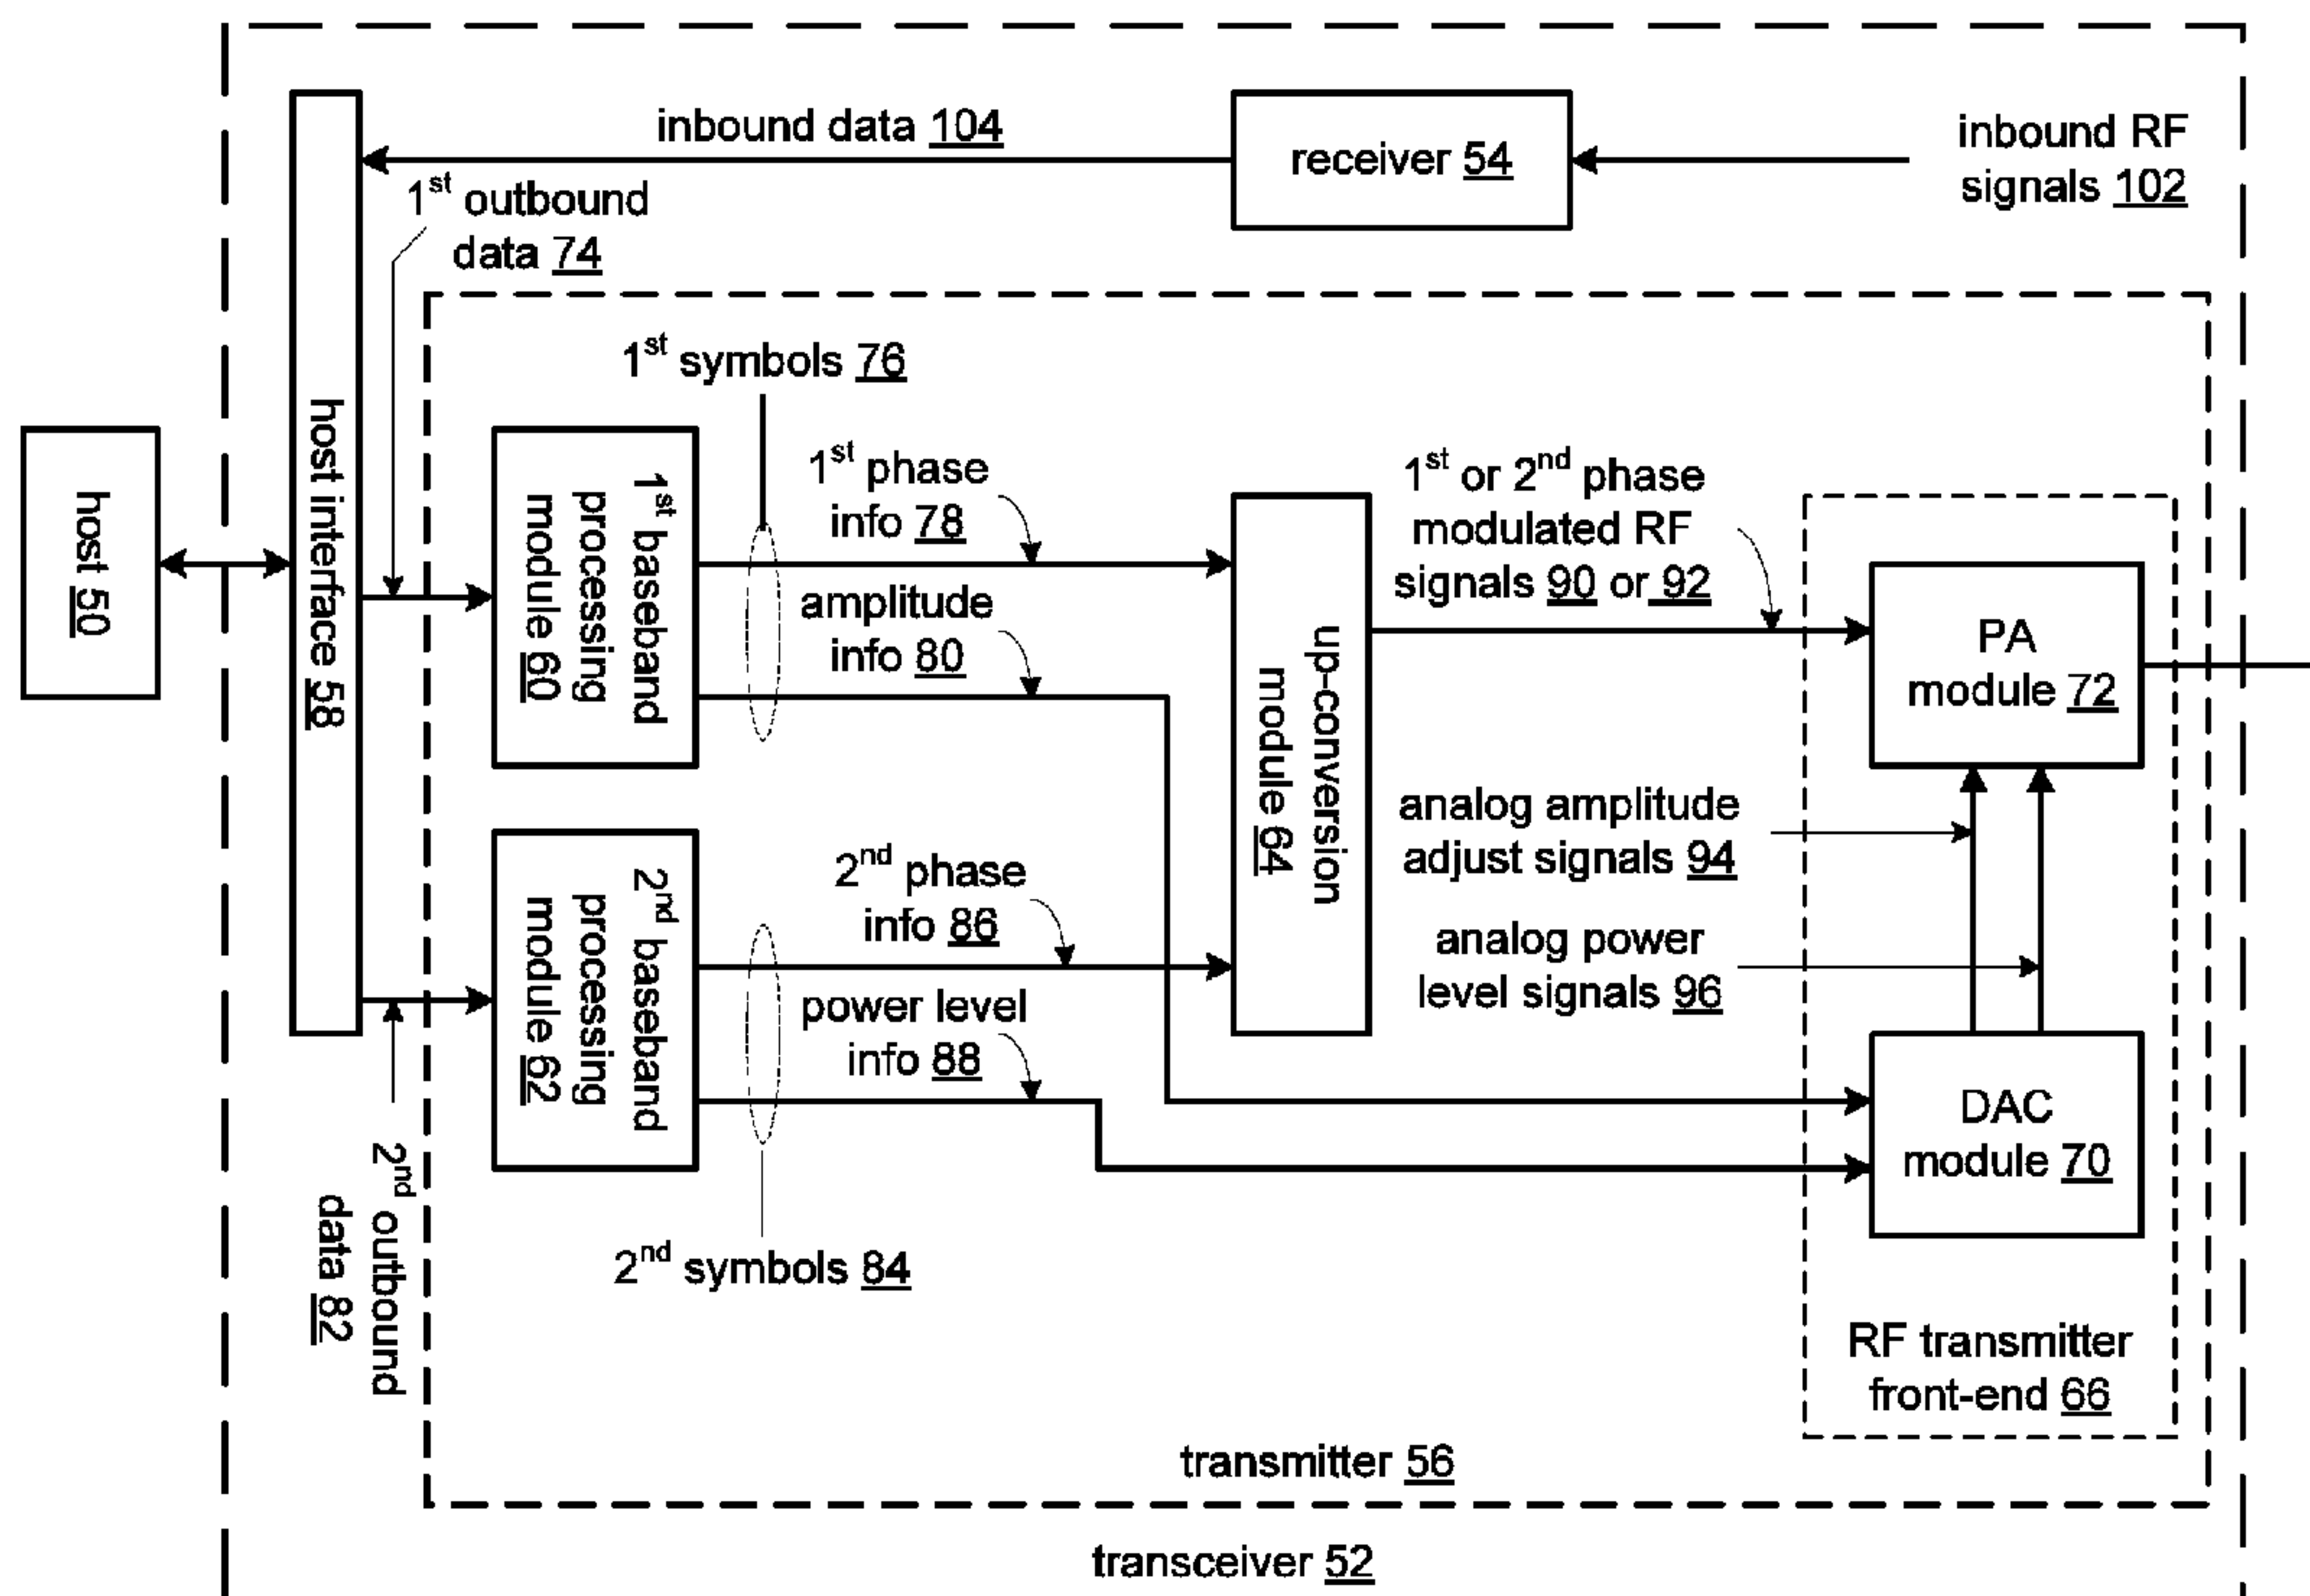 inbound data 104
receiver 54
inbound RF
signals 102
1st outbound
data 74
1st symbols 76
host 50
host interface 58
1st baseband
processing
module 60
1st phase
info 78
amplitude
info 80
up-conversion
module 64
1st or 2nd phase
modulated RF
signals 90 or 92
PA
module 72
analog amplitude
adjust signals 94
analog power
level signals 96
2nd baseband
processing
module 62
2nd phase
info 86
power level
info 88
DAC
module 70
2nd outbound
data 82
2nd symbols 84
RF transmitter
front-end 66
transmitter 56
transceiver 52